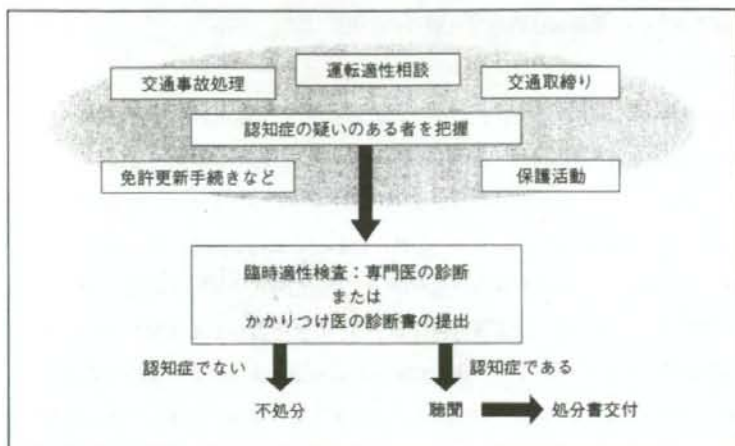 運転適性相談
交通事故処理
交通取締り
認知症の疑いのある者を把握
免許更新手続きなど
保護活動
臨時適性検査：専門医の診断
または
かかりつけ医の診断書の提出
認知症でない
認知症である
不処分
聴聞
処分書交付